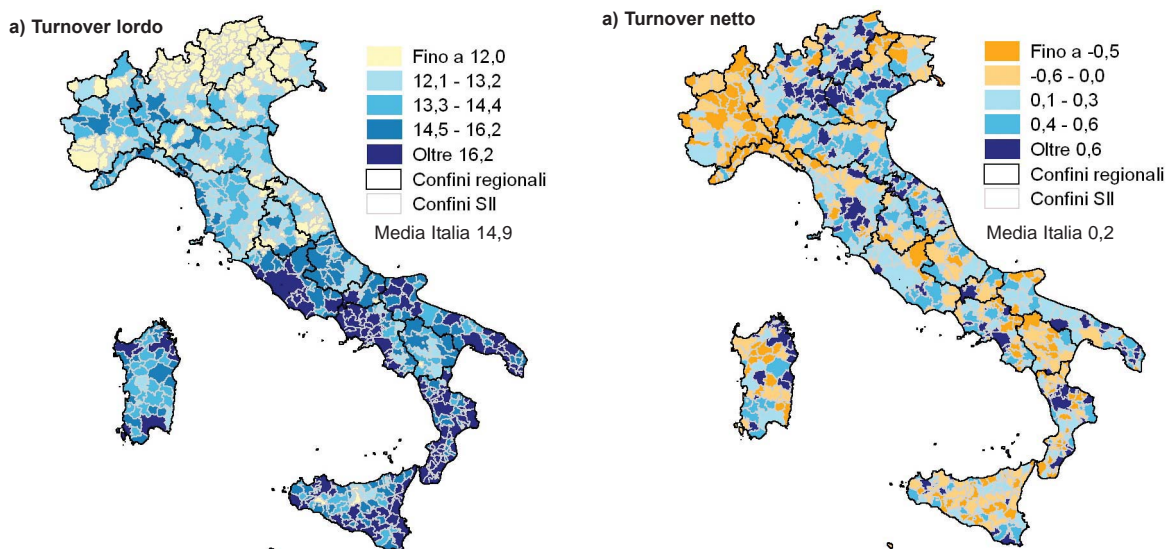 a) Turnover lordo
Fino a 12,0
12,1 - 13,2
13,3 - 14,4
14,5 - 16,2
Oltre 16,2
Confini regionali
Confini Sll
Media Italia 14,9
a) Turnover netto
Fino a -0,5
-0,6 - 0,0
0,1 - 0,3
0,4 - 0,6
Oltre 0,6
Confini regionali
Confini Sll
Media Italia 0,2